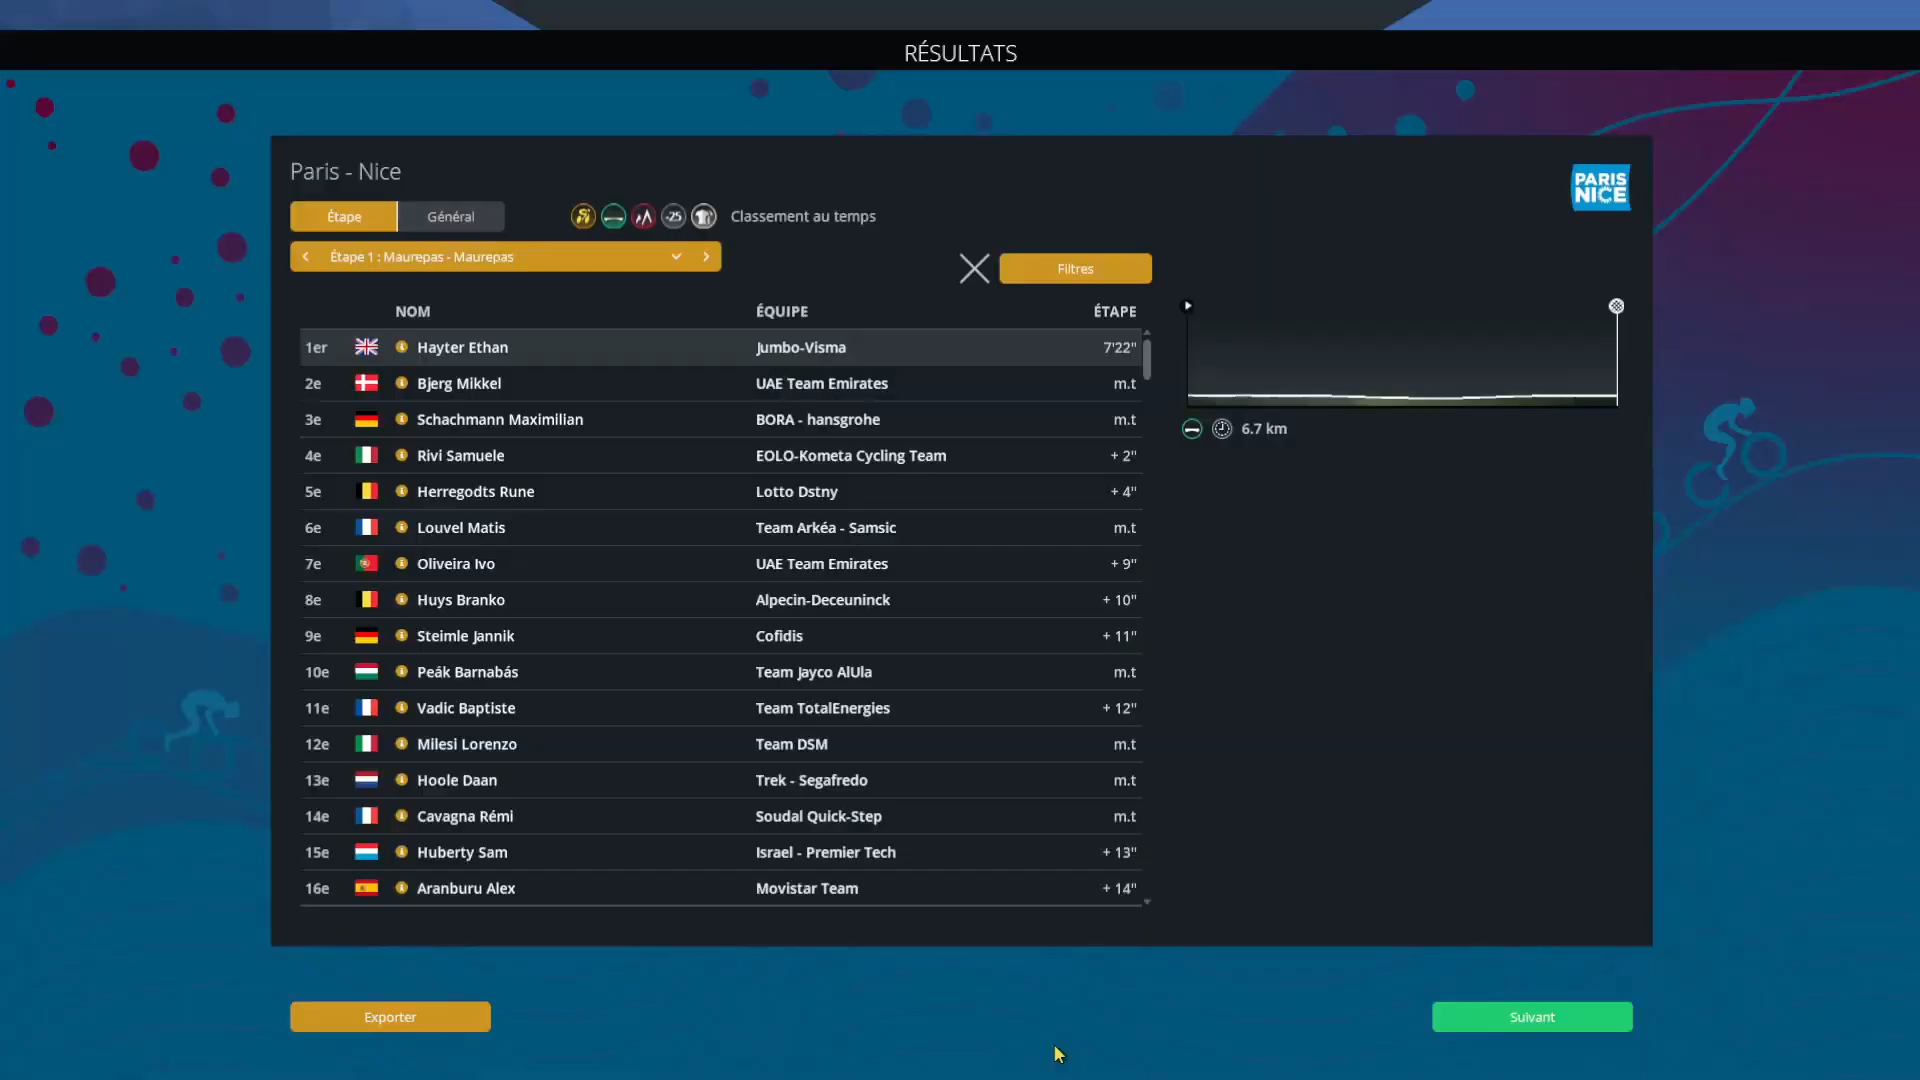 RÉSULTATS
Paris - Nice
PARIS
NICE
Étape Général -25 Classement au temps
Étape 1 : Maurepas - Maurepas
Filtres
NOM ÉQUIPE ÉTAPE
1er Hayter Ethan Jumbo-Visma 7'22"
2e Bjerg Mikkel UAE Team Emirates m.t
3e Schachmann Maximilian BORA - hansgrohe m.t
4e Rivi Samuele EOLO-Kometa Cycling Team + 2"
5e Herregodts Rune Lotto Dstny + 4"
6e Louvel Matis Team Arkéa - Samsic m.t
7e Oliveira Ivo UAE Team Emirates + 9"
8e Huys Branko Alpecin-Deceuninck + 10"
9e Steimle Jannik Cofidis + 11"
10e Peák Barnabás Team Jayco AlUla m.t
11e Vadic Baptiste Team TotalEnergies + 12"
12e Milesi Lorenzo Team DSM m.t
13e Hoole Daan Trek - Segafredo m.t
14e Cavagna Rémi Soudal Quick-Step m.t
15e Huberty Sam Israel - Premier Tech + 13"
16e Aranburu Alex Movistar Team + 14"
6.7 km
Exporter
Suivant